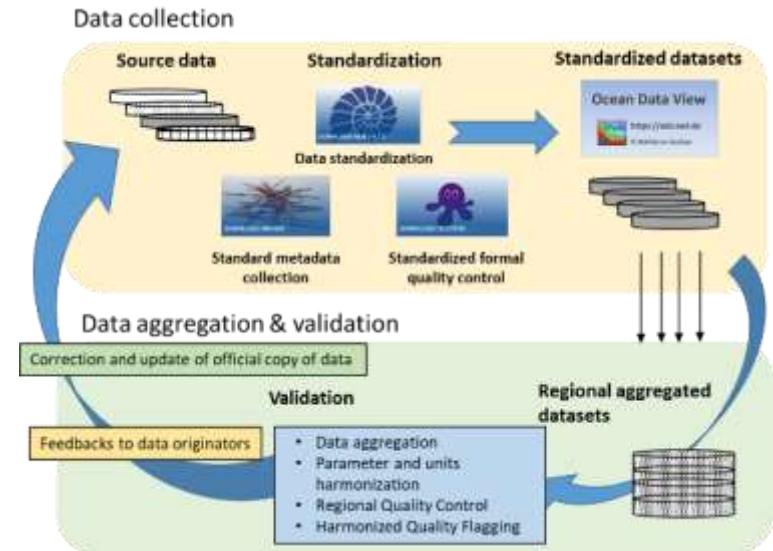 Data collection
Source data
Standardization
Standardized datasets
Ocean Data View
Data standardization
Standard metadata
collection
Standardized formal
quality control
Data aggregation & validation
Correction and update of official copy of data
Validation
Regional aggregated
datasets
Feedbacks to data originators
• Data aggregation
• Parameter and units
harmonization
• Regional Quality Control
• Harmonized Quality Flagging